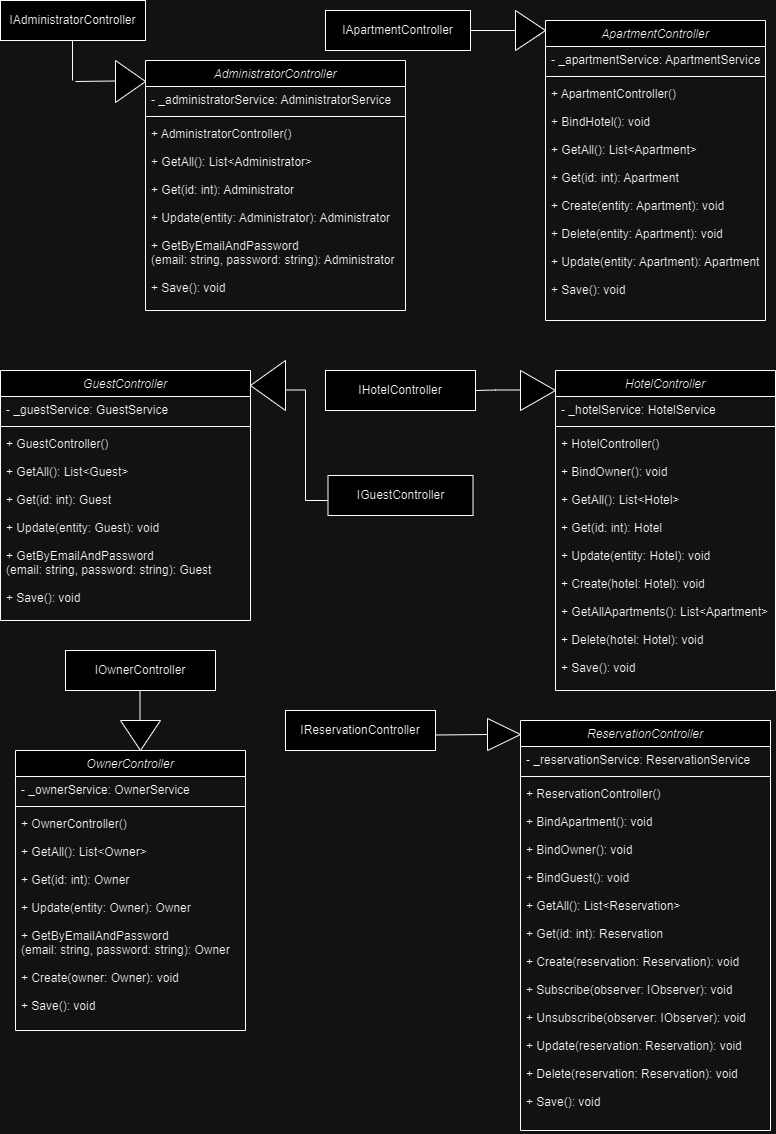 IAdministratorController
AdministratorController
- _administratorService: AdministratorService
+ AdministratorController()
+ GetAll(): List<Administrator>
+ Get(id: int): Administrator
+ Update(entity: Administrator): Administrator
+ GetByEmailAndPassword
(email: string, password: string): Administrator
+ Save(): void
IApartmentController
ApartmentController
- _apartmentService: ApartmentService
+ ApartmentController()
+ BindHotel(): void
+ GetAll(): List<Apartment>
+ Get(id: int): Apartment
+ Create(entity: Apartment): void
+ Delete(entity: Apartment): void
+ Update(entity: Apartment): Apartment
+ Save(): void
GuestController
- _guestService: GuestService
+ GuestController()
+ GetAll(): List<Guest>
+ Get(id: int): Guest
+ Update(entity: Guest): void
+ GetByEmailAndPassword
(email: string, password: string): Guest
+ Save(): void
IHotelController
IGuestController
HotelController
- _hotelService: HotelService
+ HotelController()
+ BindOwner(): void
+ GetAll(): List<Hotel>
+ Get(id: int): Hotel
+ Update(entity: Hotel): void
+ Create(hotel: Hotel): void
+ GetAllApartments(): List<Apartment>
+ Delete(hotel: Hotel): void
+ Save(): void
IOwnerController
OwnerController
- _ownerService: OwnerService
+ OwnerController()
+ GetAll(): List<Owner>
+ Get(id: int): Owner
+ Update(entity: Owner): Owner
+ GetByEmailAndPassword
(email: string, password: string): Owner
+ Create(owner: Owner): void
+ Save(): void
IReservationController
ReservationController
- _reservationService: ReservationService
+ ReservationController()
+ BindApartment(): void
+ BindOwner(): void
+ BindGuest(): void
+ GetAll(): List<Reservation>
+ Get(id: int): Reservation
+ Create(reservation: Reservation): void
+ Subscribe(observer: IObserver): void
+ Unsubscribe(observer: IObserver): void
+ Update(reservation: Reservation): void
+ Delete(reservation: Reservation): void
+ Save(): void